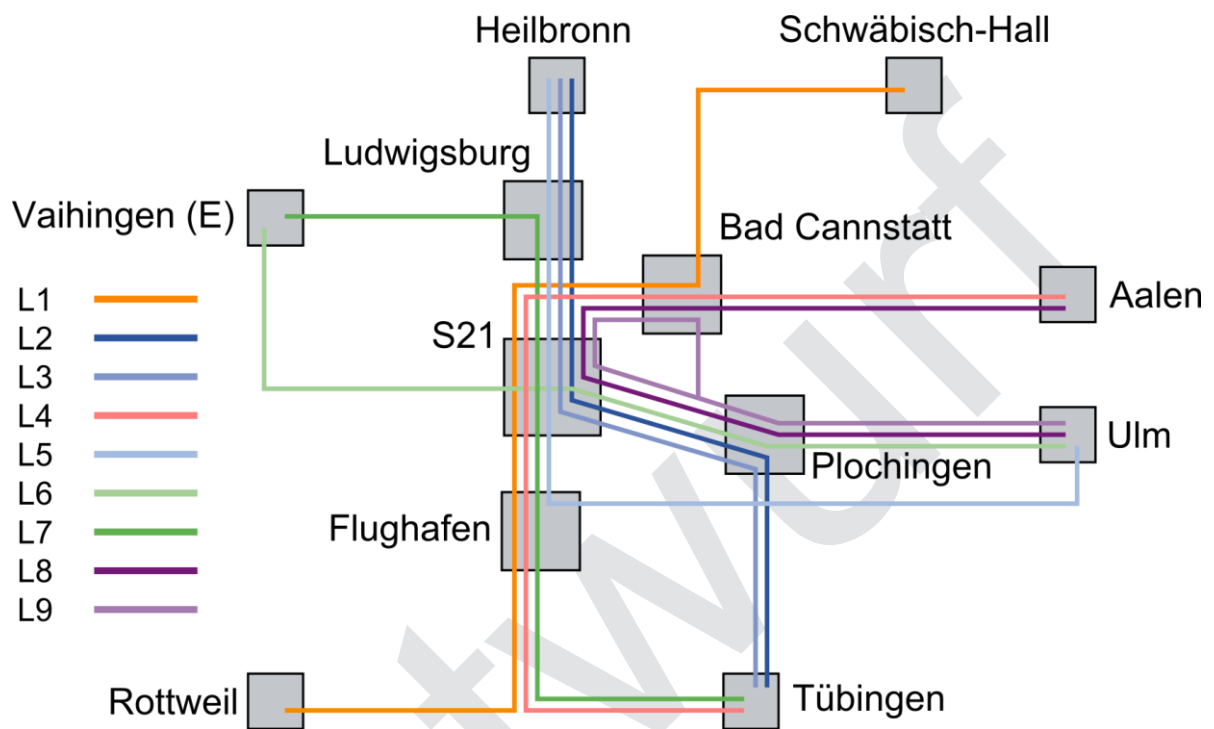 Heilbronn
Schwäbisch-Hall
Ludwigsburg
Vaihingen (E)
Bad Cannstatt
Aalen
L1
L2
S21
L3
L4
L5
Ulm
L6
Plochingen
L7
Flughafen
L8
L9
Rottweil
Tübingen
twurf